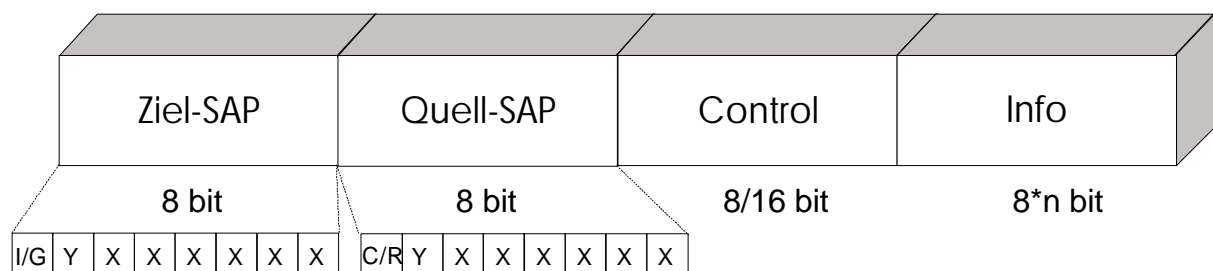 Ziel-SAP Quell-SAP Control Info
8 bit 8 bit 8/16 bit 8*n bit
I/G Y X X X X X X C/R Y X X X X X X